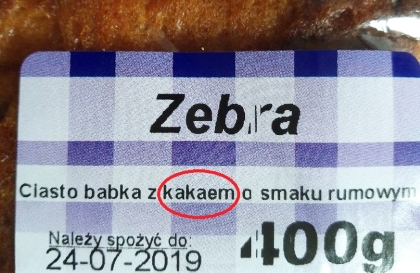 Zebra
Ciasto babka z kakaem o smaku rumowym
Należy spożyć do:
24-07-2019
400g